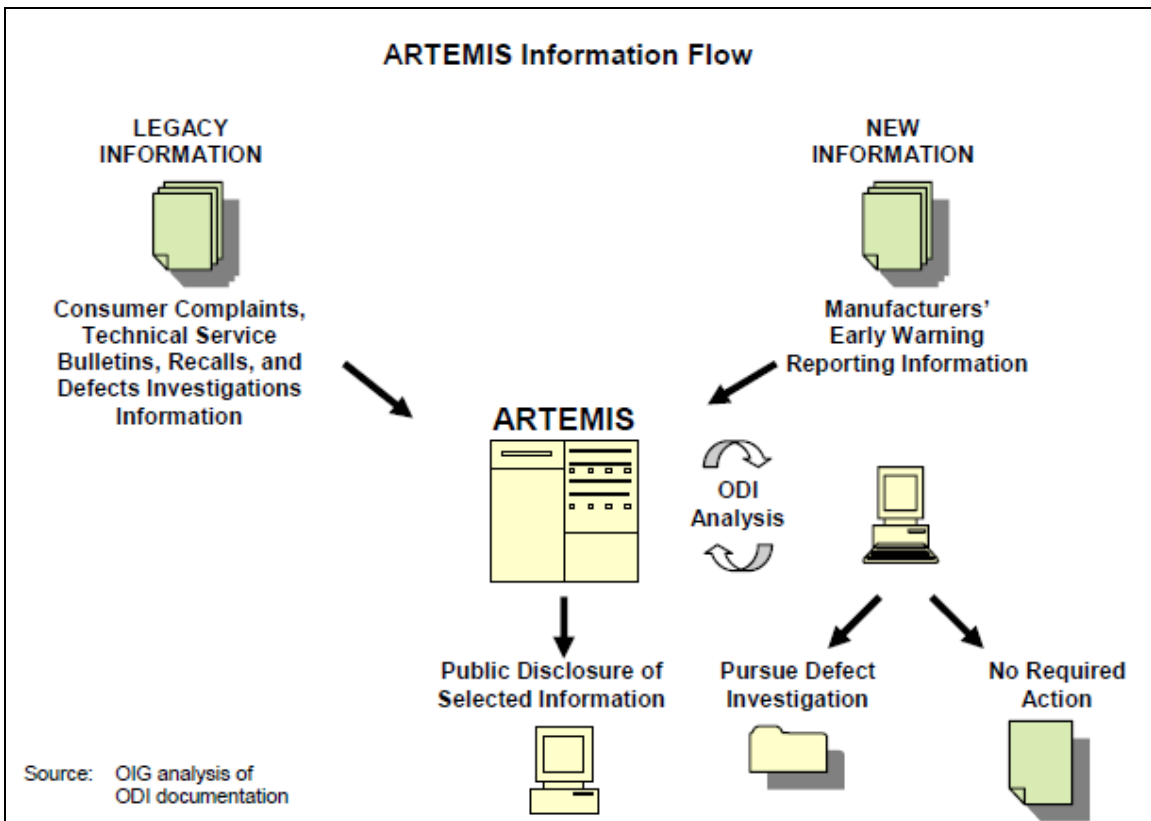 ARTEMIS Information Flow
LEGACY
INFORMATION
Consumer Complaints,
Technical Service
Bulletins, Recalls, and
Defects Investigations
Information
NEW
INFORMATION
Manufacturers’
Early Warning
Reporting Information
ARTEMIS
ODI
Analysis
Public Disclosure of
Selected Information
Pursue Defect
Investigation
No Required
Action
Source: OIG analysis of
ODI documentation